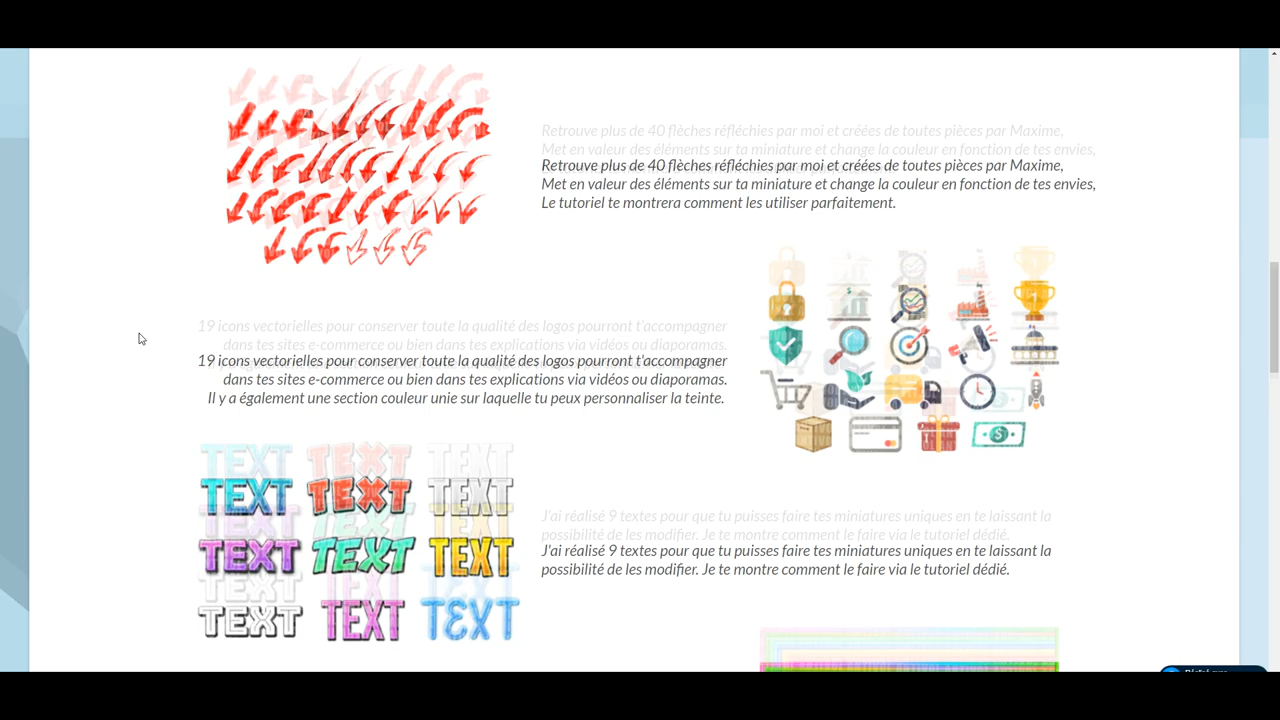 Retrouve plus de 40 flèches réfléchies par moi et créées de toutes pièces par Maxime,
Met en valeur des éléments sur ta miniature et change la couleur en fonction de tes envies,
Le tutoriel te montrera comment les utiliser parfaitement.
19 icons vectorielles pour conserver toute la qualité des logos pourront t'accompagner
dans tes sites e-commerce ou bien dans tes explications via vidéos ou diaporamas.
Il y a également une section couleur unie sur laquelle tu peux personnaliser la teinte.
TEXT TEXT TEXT
TEXT TEXT TEXT
TEXT TEXT TEXT
J'ai réalisé 9 textes pour que tu puisses faire tes miniatures uniques en te laissant la
possibilité de les modifier. Je te montre comment le faire via le tutoriel dédié.